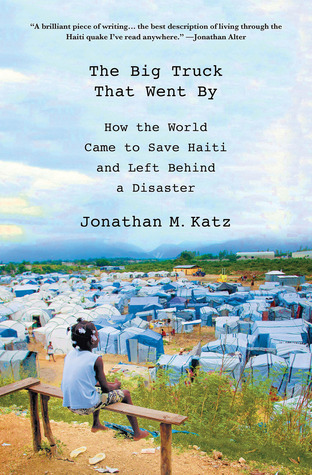 “A brilliant piece of writing... the best description of living through the
Haiti quake I’ve read anywhere.” —Jonathan Alter
The Big Truck
That Went By
How the World
Came to Save Haiti
and Left Behind
a Disaster
Jonathan M. Katz